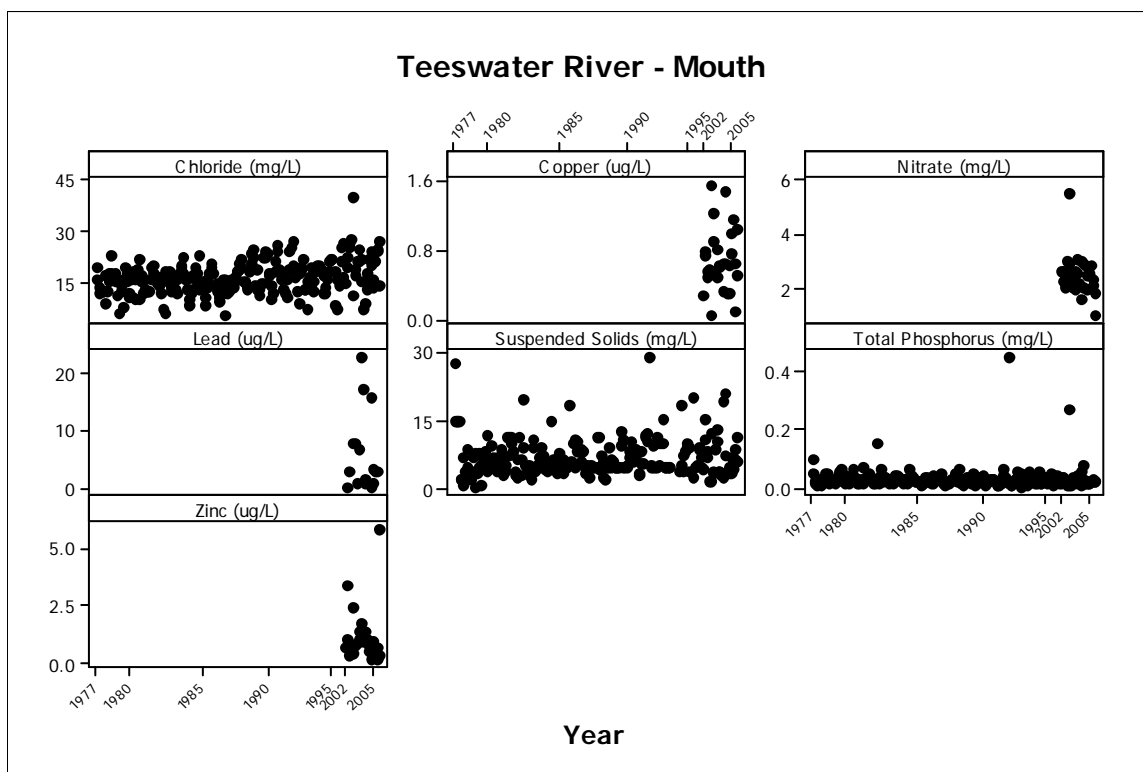 Teeswater River - Mouth
1977 1980 1985 1990 1995 2002 2005
Chloride (mg/L)
45
30
15
Copper (ug/L)
1.6
0.8
0.0
Nitrate (mg/L)
6
4
2
Lead (ug/L)
20
10
0
Suspended Solids (mg/L)
30
15
0
Total Phosphorus (mg/L)
0.4
0.2
0.0
1977 1980 1985 1990 1995 2002 2005
Zinc (ug/L)
5.0
2.5
0.0
1977 1980 1985 1990 1995 2002 2005
Year